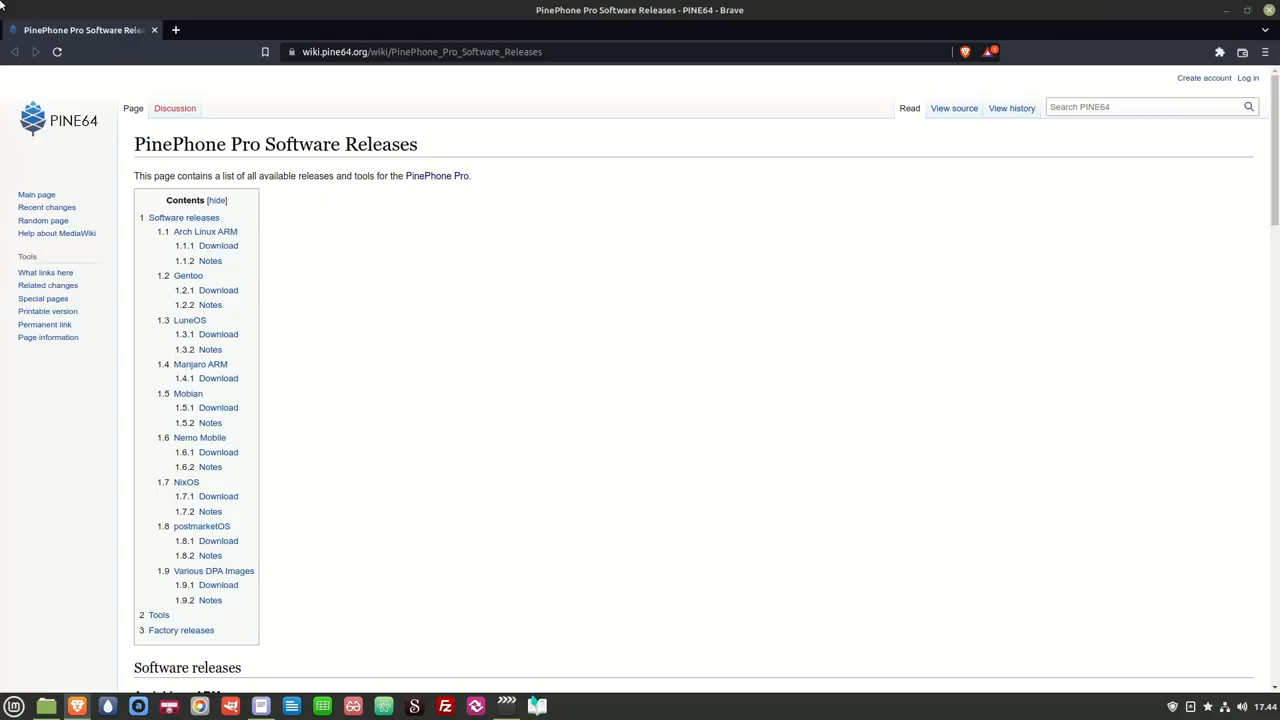 PinePhone Pro Software Releases - PINE64 - Brave
PinePhone Pro Software Rele
wiki.pine64.org/wiki/PinePhone_Pro_Software_Releases
Create account Log in
PINE64
Page Discussion Read View source View history Search PINE64
PinePhone Pro Software Releases
This page contains a list of all available releases and tools for the PinePhone Pro.
Main page
Recent changes
Random page
Help about MediaWiki
Tools
What links here
Related changes
Special pages
Printable version
Permanent link
Page information
Contents [hide]
1 Software releases
1.1 Arch Linux ARM
1.1.1 Download
1.1.2 Notes
1.2 Gentoo
1.2.1 Download
1.2.2 Notes
1.3 LuneOS
1.3.1 Download
1.3.2 Notes
1.4 Manjaro ARM
1.4.1 Download
1.5 Mobian
1.5.1 Download
1.5.2 Notes
1.6 Nemo Mobile
1.6.1 Download
1.6.2 Notes
1.7 NixOS
1.7.1 Download
1.7.2 Notes
1.8 postmarketOS
1.8.1 Download
1.8.2 Notes
1.9 Various DPA Images
1.9.1 Download
1.9.2 Notes
2 Tools
3 Factory releases
Software releases
17.44